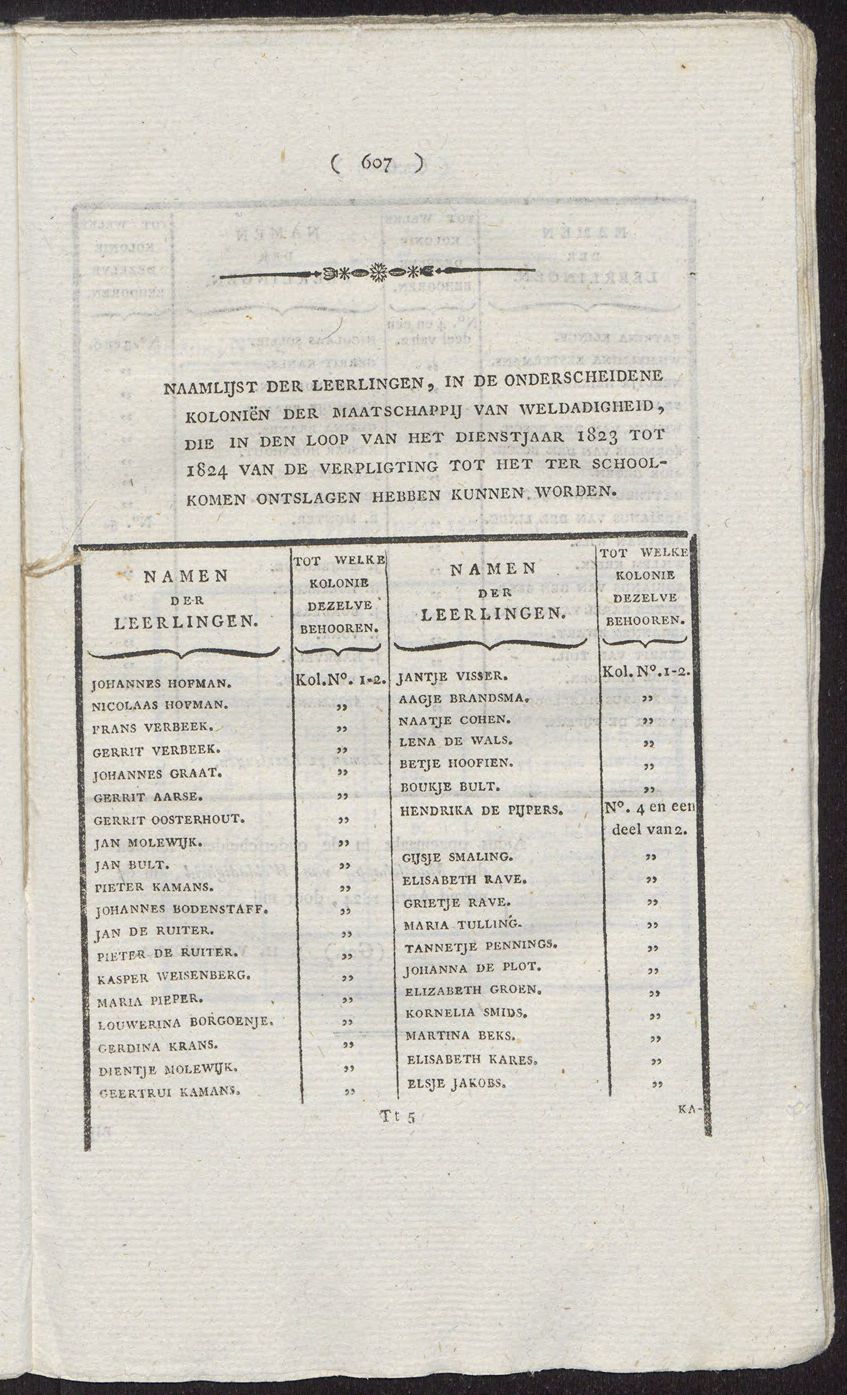 ( 607 )
NAAMLIJST DER LEERLINGEN, IN DE ONDERSCHEIDENE
KOLONIëN DER MAATSCHAPPIJ VAN WELDADIGHEID,
DIE IN DEN LOOP VAN HET DIENSTJAAR 1823 TOT
1824 VAN DE VERPLIGTING TOT HET TER SCHOOL-
KOMEN ONTSLAGEN HEBBEN KUNNEN WORDEN.
NAMEN
DER
LEERLINGEN.
TOT WELKE
KOLONIE
DEZELVE
BEHOOREN.
NAMEN
DER
LEERLINGEN.
TOT WELKE
KOLONIE
DEZELVE
BEHOOREN.
JOHANNES HOFMAN. Kol. No. 1-2.
NICOLAAS HOFMAN. „
FRANS VERBEEK. „
GERRIT VERBEEK. „
JOHANNES GRAAT. „
GERRIT AARSE. „
GERRIT OOSTERHOUT. „
JAN MOLEWIJK. „
JAN BULT. „
PIETER KAMANS. „
JOHANNES BODENSTAFF. „
JAN DE RUITER. „
PIETER DE RUITER. „
KASPER WEISENBERG. „
MARIA PIEPER. „
LOUWERINA BORGOENJE. „
GERDINA KRANS. „
DIENTJE MOLEWIJK. „
GEERTRUI KAMANS. „
JANTJE VISSER. Kol. No. 1-2.
AAGJE BRANDSMA. „
NAATJE COHEN. „
LENA DE WALS. „
BETJE HOOFIEN. „
BOUKJE BULT. „
HENDRIKA DE PIJPERS. No. 4 en een
deel van 2.
GIJSJE SMALING. „
ELISABETH RAVE. „
GRIETJE RAVE. „
MARIA TULLING. „
TANNETJE PENNINGS. „
JOHANNA DE PLOT. „
ELIZABETH GROEN. „
KORNELIA SMIDS. „
MARTINA BEKS. „
ELISABETH KARES. „
ELSJE JAKOBS. „
Tt 5
KA-